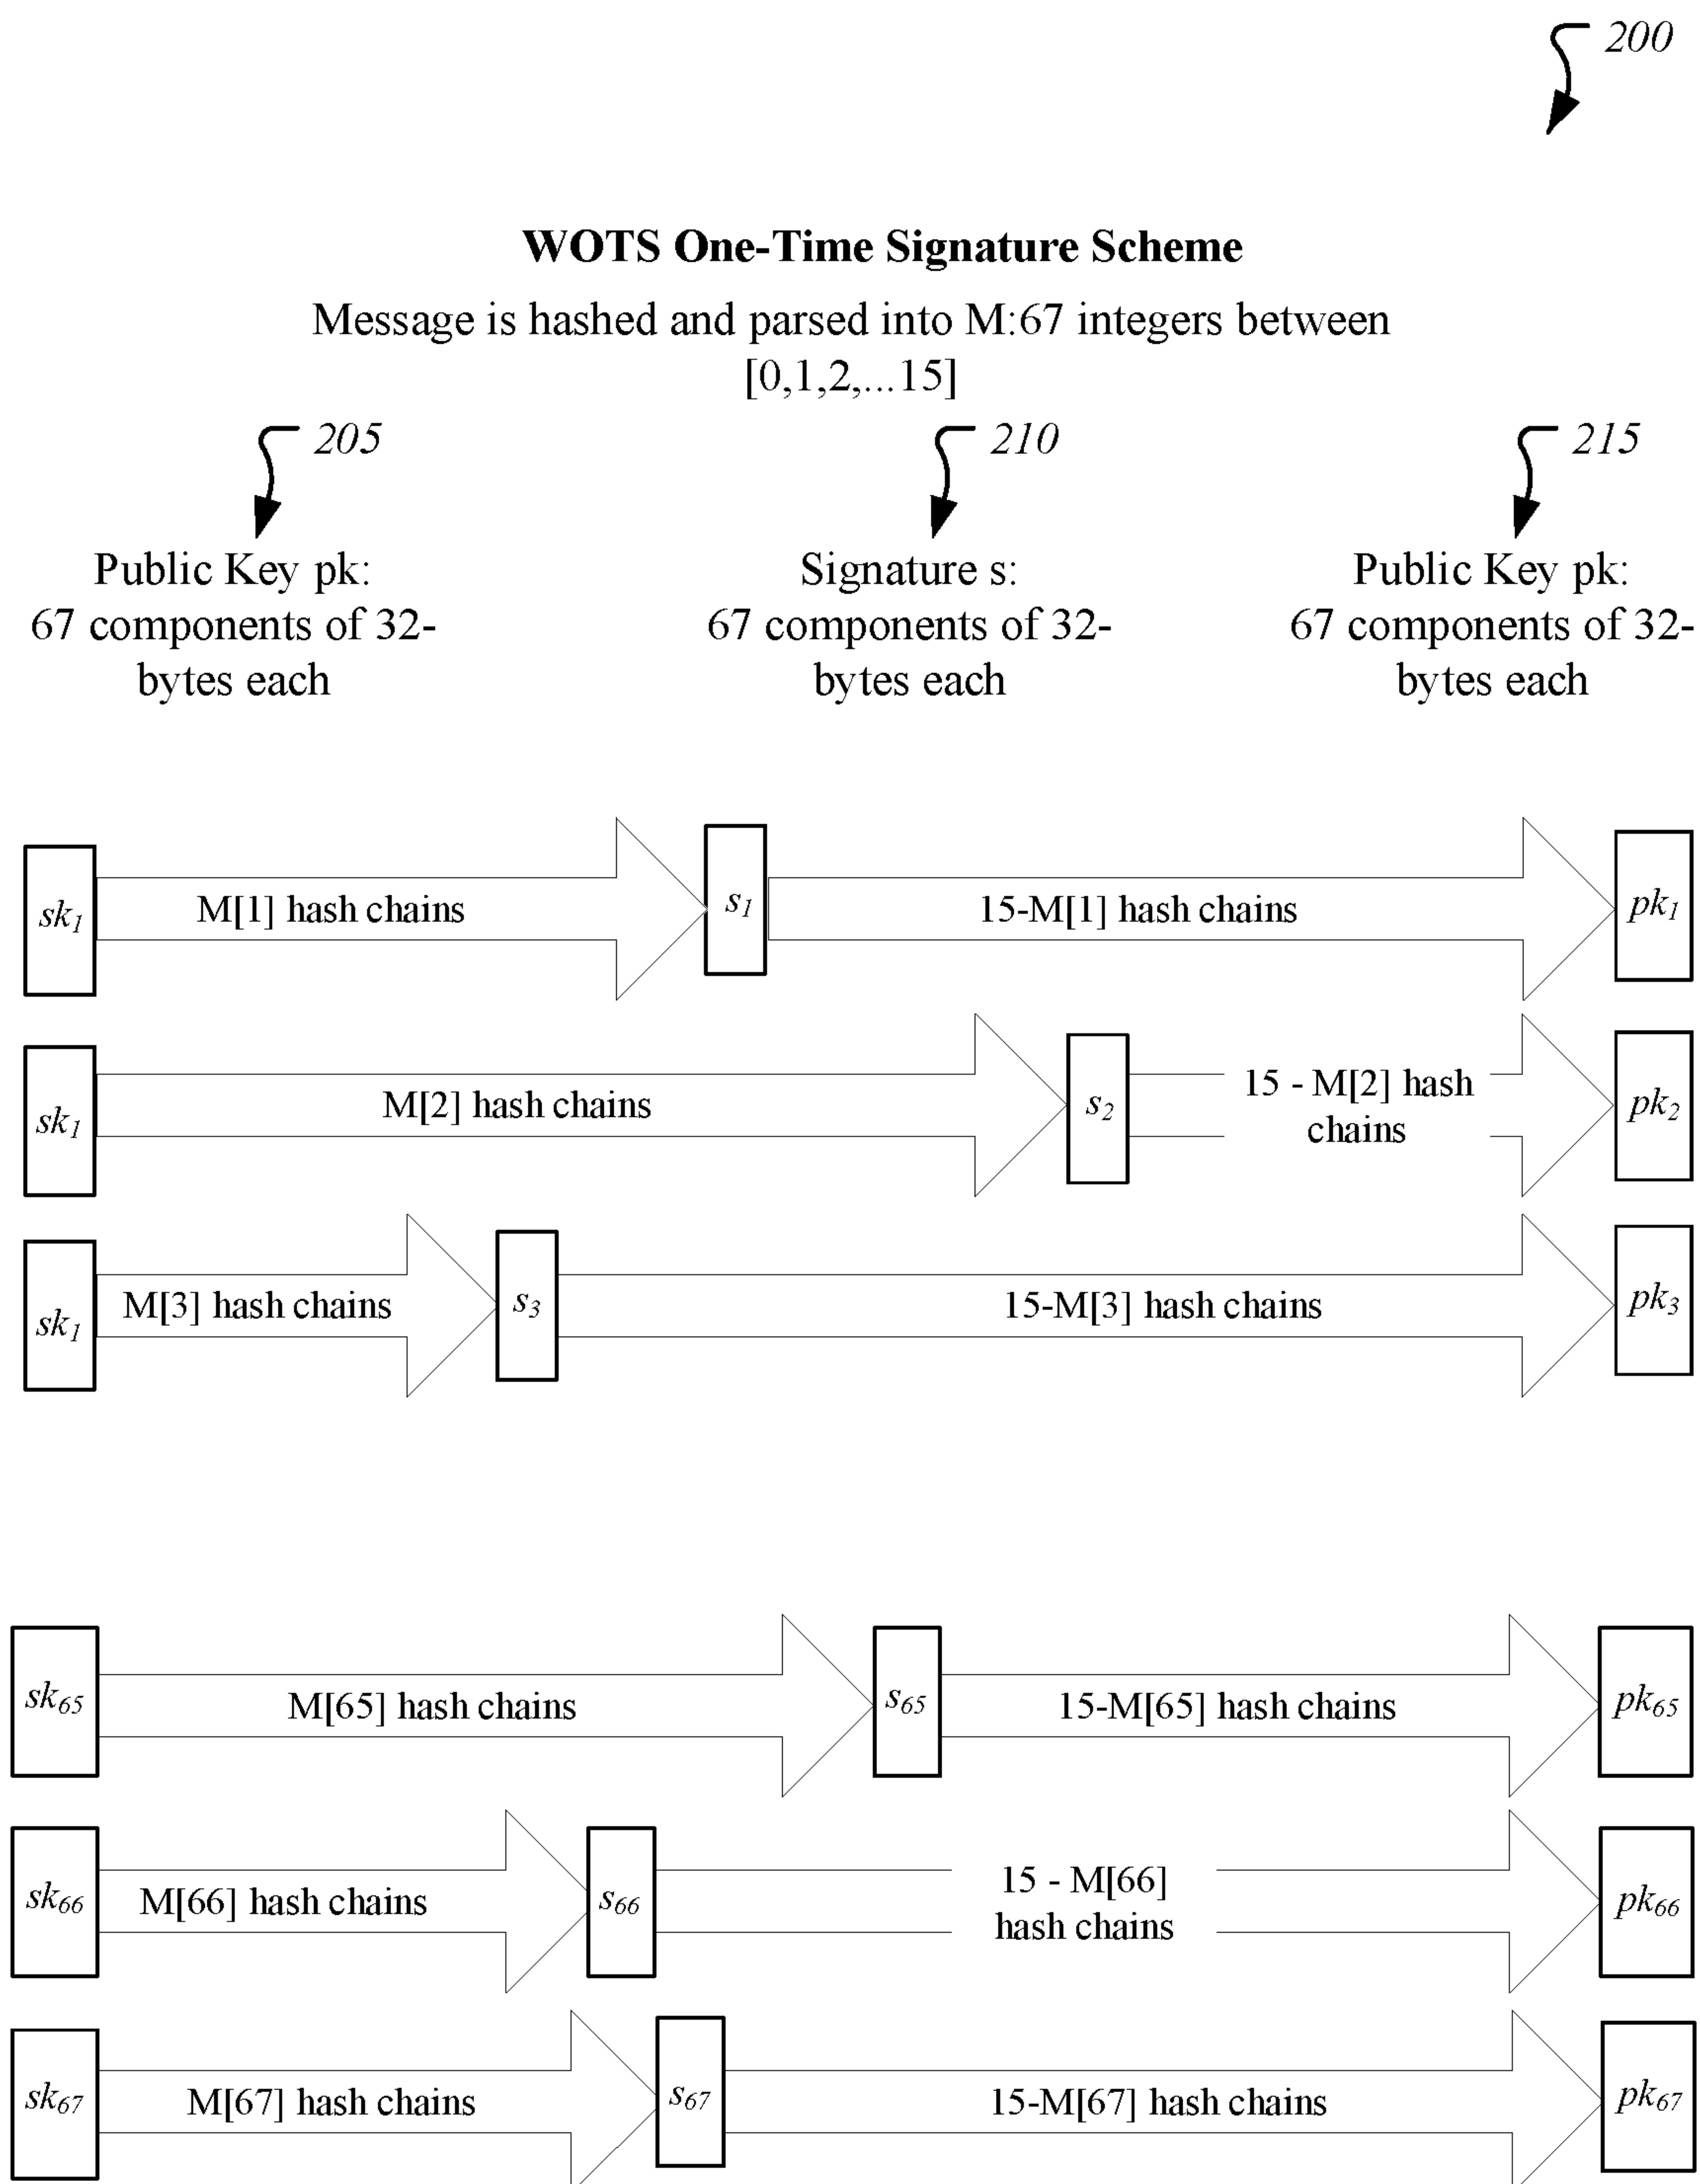 200
WOTS One-Time Signature Scheme
Message is hashed and parsed into M:67 integers between
[0,1,2,...15]
205
210
215
Public Key pk:
67 components of 32-
bytes each
Signature s:
67 components of 32-
bytes each
Public Key pk:
67 components of 32-
bytes each
sk₁
M[1] hash chains
s₁
15-M[1] hash chains
pk₁
sk₁
M[2] hash chains
s₂
15 - M[2] hash
chains
pk₂
sk₁
M[3] hash chains
s₃
15-M[3] hash chains
pk₃
sk₆₅
M[65] hash chains
s₆₅
15-M[65] hash chains
pk₆₅
sk₆₆
M[66] hash chains
s₆₆
15 - M[66]
hash chains
pk₆₆
sk₆₇
M[67] hash chains
s₆₇
15-M[67] hash chains
pk₆₇